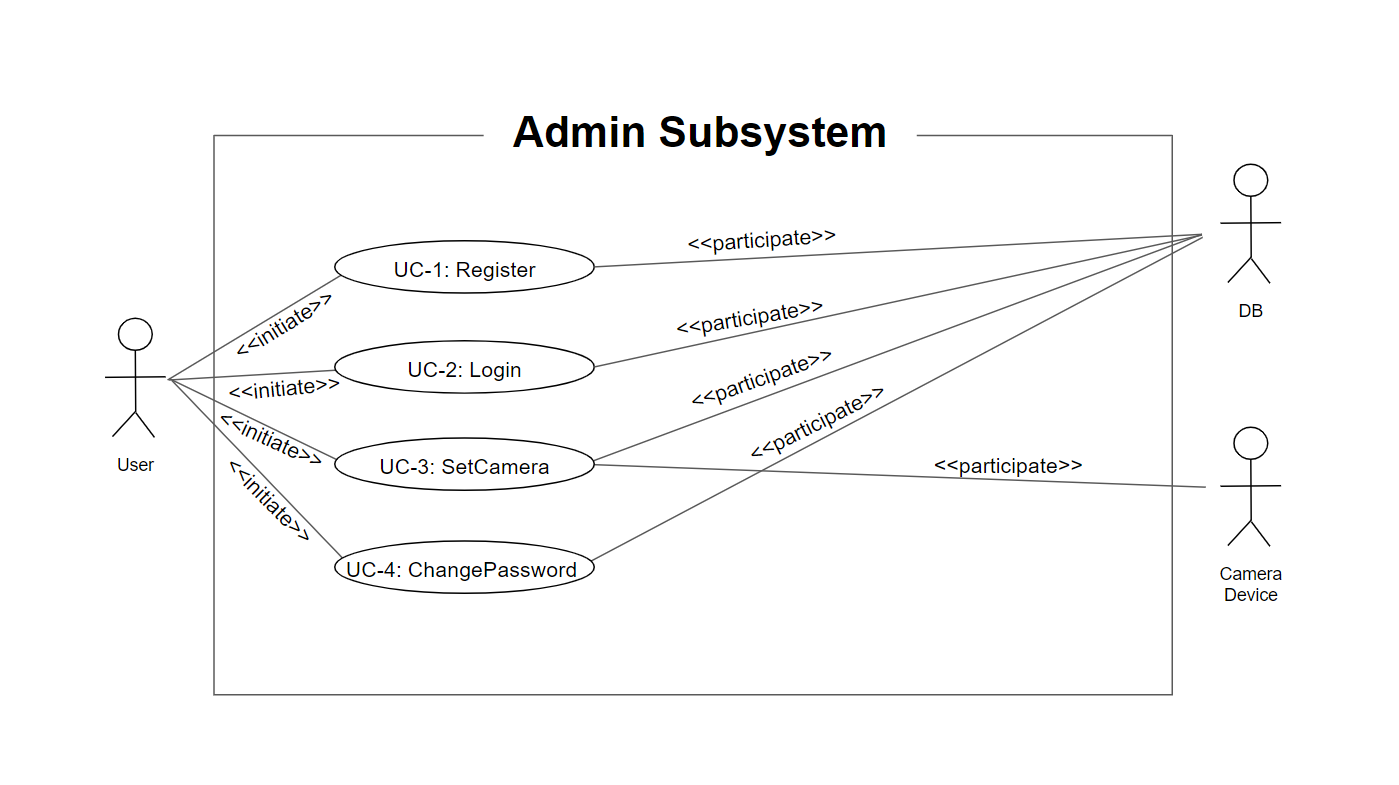 Admin Subsystem
<<participate>>
UC-1: Register
<<initiate>>
DB
<<participate>>
UC-2: Login
<<initiate>>
<<participate>>
<<participate>>
<<initiate>>
User
UC-3: SetCamera
<<participate>>
<<initiate>>
UC-4: ChangePassword
Camera
Device